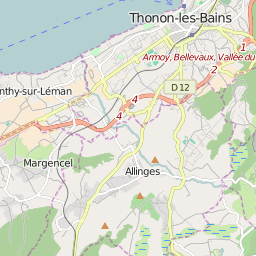 Thonon-les-Bains
1
Armoy, Bellevaux, Vallée du
2
nthy-sur-Léman
D 12
4
4
Margencel
Allinges